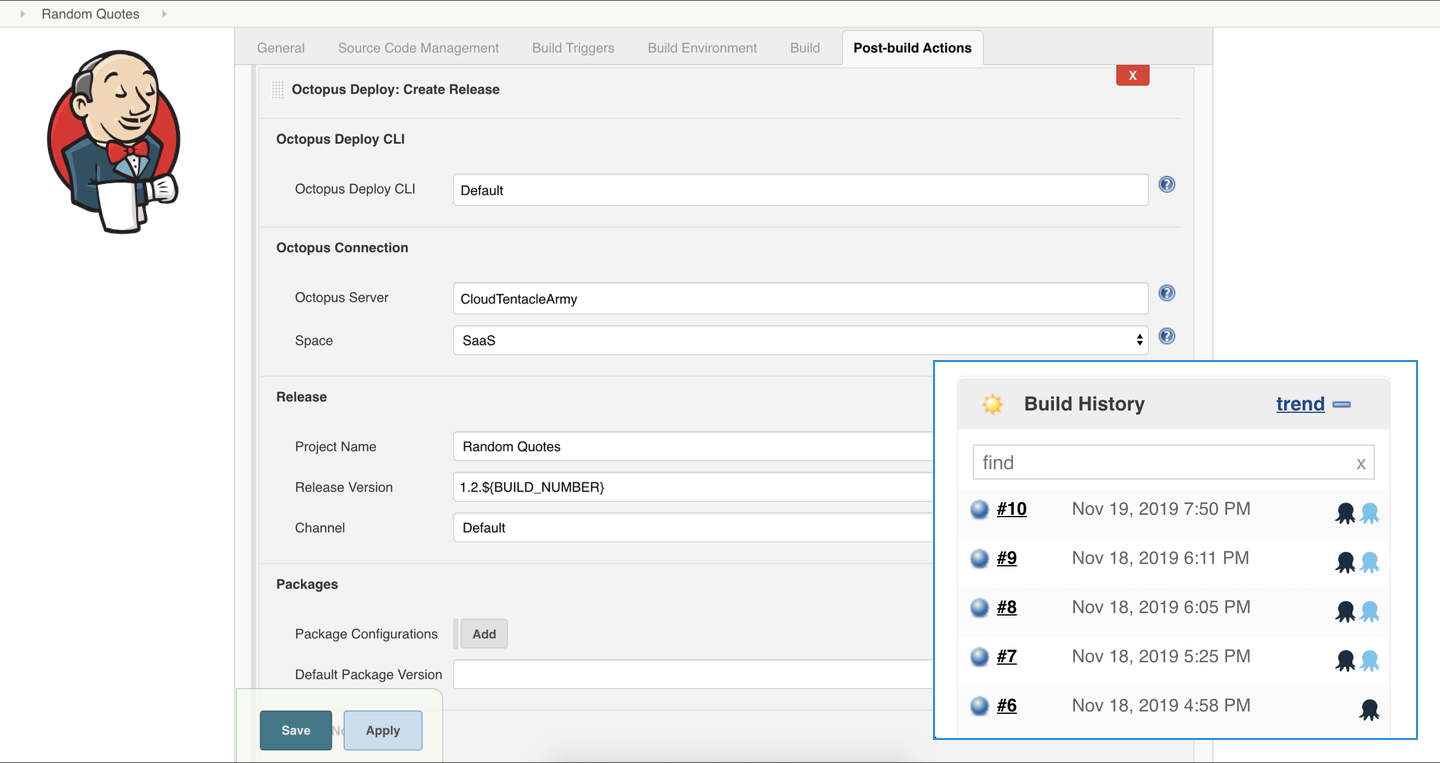 Random Quotes
General Source Code Management Build Triggers Build Environment Build Post-build Actions
Octopus Deploy: Create Release X
Octopus Deploy CLI
Octopus Deploy CLI Default
Octopus Connection
Octopus Server CloudTentacleArmy
Space SaaS
Release
Project Name Random Quotes
Release Version 1.2.${BUILD_NUMBER}
Channel Default
Packages
Package Configurations Add
Default Package Version
Save Apply
Build History trend
find x
#10 Nov 19, 2019 7:50 PM
#9 Nov 18, 2019 6:11 PM
#8 Nov 18, 2019 6:05 PM
#7 Nov 18, 2019 5:25 PM
#6 Nov 18, 2019 4:58 PM